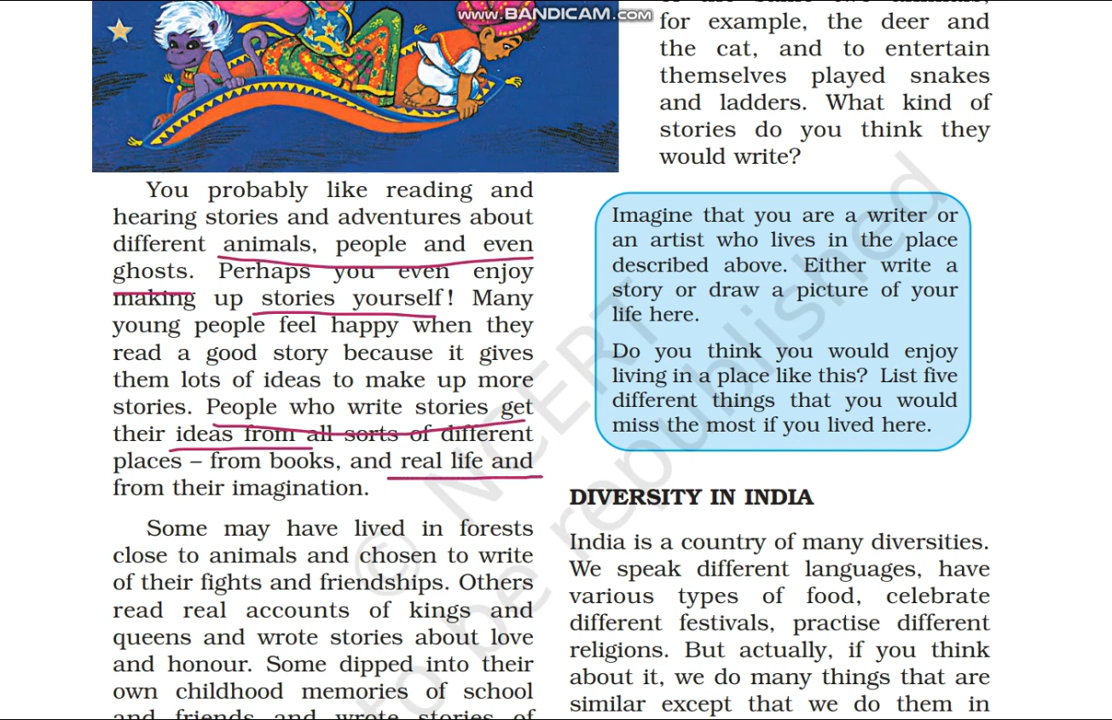 www.BANDICAM.com
You probably like reading and
hearing stories and adventures about
different animals, people and even
ghosts. Perhaps you even enjoy
making up stories yourself! Many
young people feel happy when they
read a good story because it gives
them lots of ideas to make up more
stories. People who write stories get
their ideas from all sorts of different
places – from books, and real life and
from their imagination.
Some may have lived in forests
close to animals and chosen to write
of their fights and friendships. Others
read real accounts of kings and
queens and wrote stories about love
and honour. Some dipped into their
own childhood memories of school
and friends and wrote stories of
for example, the deer and
the cat, and to entertain
themselves played snakes
and ladders. What kind of
stories do you think they
would write?
Imagine that you are a writer or
an artist who lives in the place
described above. Either write a
story or draw a picture of your
life here.
Do you think you would enjoy
living in a place like this? List five
different things that you would
miss the most if you lived here.
DIVERSITY IN INDIA
India is a country of many diversities.
We speak different languages, have
various types of food, celebrate
different festivals, practise different
religions. But actually, if you think
about it, we do many things that are
similar except that we do them in
© NCERT
to be republished